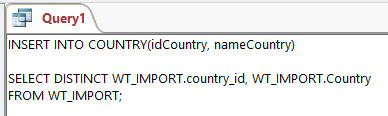 Query1
INSERT INTO COUNTRY(idCountry, nameCountry)
SELECT DISTINCT WT_IMPORT.country_id, WT_IMPORT.Country
FROM WT_IMPORT;